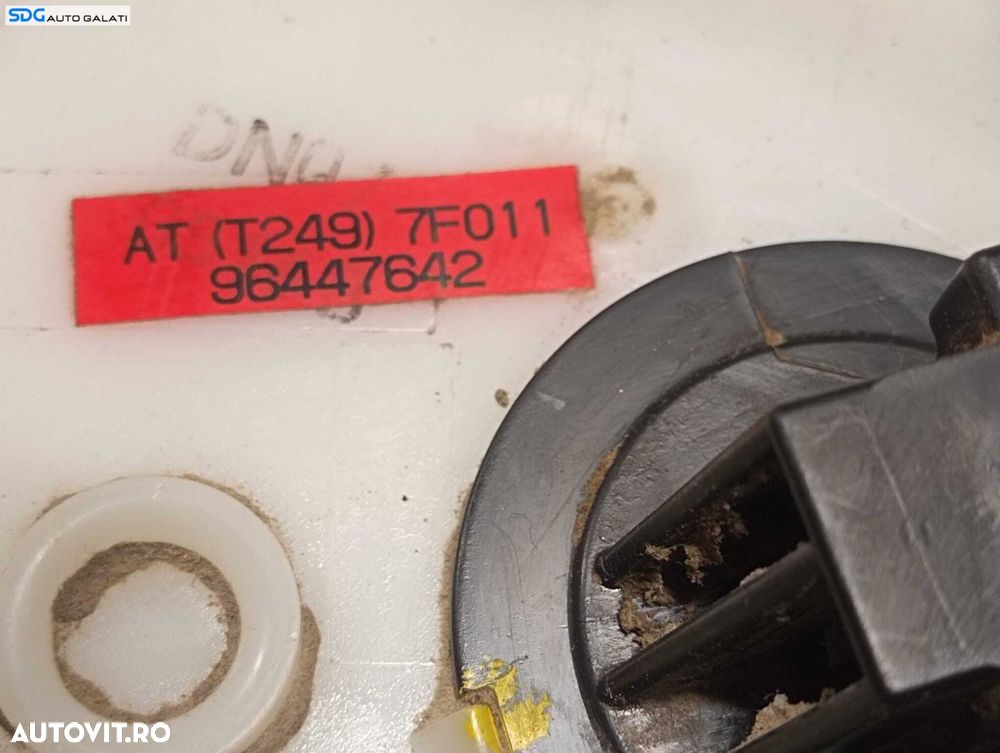 SDG AUTO GALATI
AT (T249) 7F011
96447642
AUTOVIT.RO